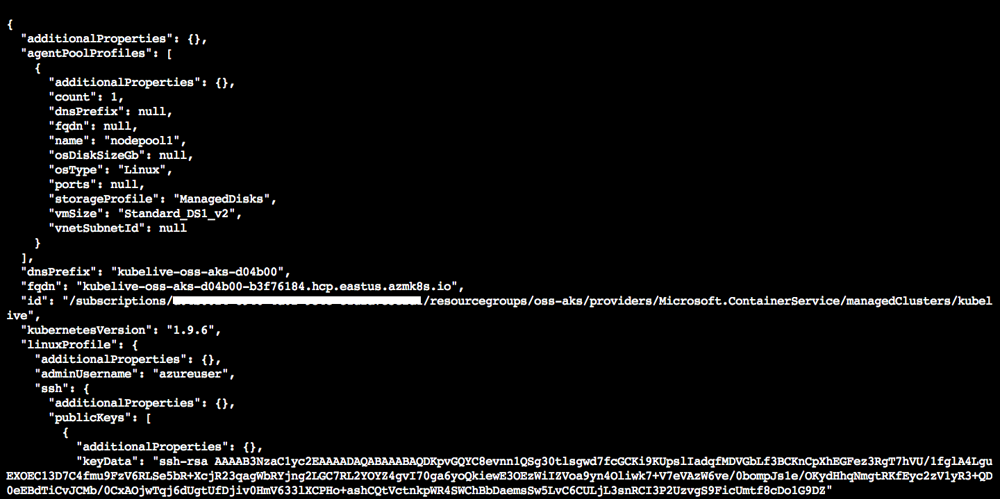 {
  "additionalProperties": {},
  "agentPoolProfiles": [
    {
      "additionalProperties": {},
      "count": 1,
      "dnsPrefix": null,
      "fqdn": null,
      "name": "nodepool1",
      "osDiskSizeGb": null,
      "osType": "Linux",
      "ports": null,
      "storageProfile": "ManagedDisks",
      "vmSize": "Standard_DS1_v2",
      "vnetSubnetId": null
    }
  ],
  "dnsPrefix": "kubelive-oss-aks-d04b00",
  "fqdn": "kubelive-oss-aks-d04b00-b3f76184.hcp.eastus.azmk8s.io",
  "id": "/subscriptions/ /resourcegroups/oss-aks/providers/Microsoft.ContainerService/managedClusters/kubel
ive",
  "kubernetesVersion": "1.9.6",
  "linuxProfile": {
    "additionalProperties": {},
    "adminUsername": "azureuser",
    "ssh": {
      "additionalProperties": {},
      "publicKeys": [
        {
          "additionalProperties": {},
          "keyData": "ssh-rsa AAAAB3NzaC1yc2EAAAADAQABAAABAQDKpvGQYC8evnn1QSg30tlsgwd7fcGCKi9KUpslIadqfMDVGbLf3BCKnCpXhEGFez3RgT7hVU/1fglA4Lgu
EXOEC13D7C4fmu9FzV6RLSe5bR+XcjR23qagWbRYjng2LGC7RL2YOYZ4gvI70ga6yoQkiewE3OEzWiIZVoa9yn4Oliwk7+V7eVAzW6ve/0bompJs1e/OKydHhqNmgtRKfEyc2zV1yR3+QD
0eEBdTiCvJCMb/0CxAOjwTqj6dUgtUfDjiv0HmV633lXCPHo+ashCQtVctnkpWR4SWChBbDaemsSw5LvC6CULjL3snRCI3P2UzvgS9FicUmtf8cDo1G9DZ"